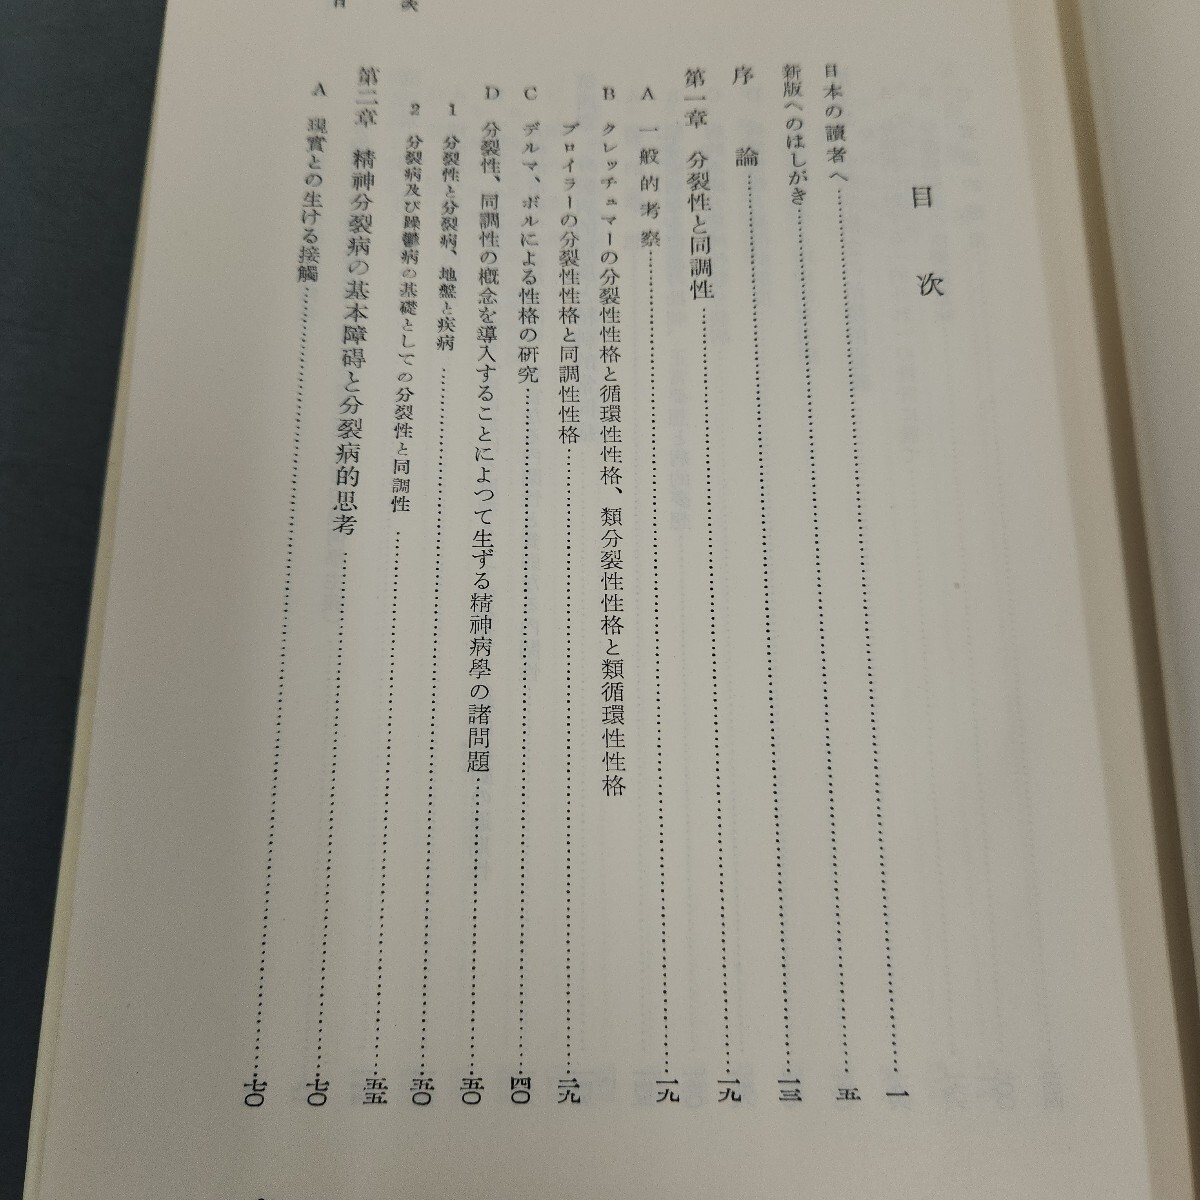 目次
日本の讀者へ……一
新版へのはしがき……五
序論……一三
第一章 分裂性と同調性……一九
A 一般的考察……一九
B クレッチュマーの分裂性性格と循環性性格、類分裂性性格と類循環性性格
ブロイラーの分裂性性格と同調性性格……二九
C デルマ、ボルによる性格の研究……四〇
D 分裂性、同調性の概念を導入することによつて生ずる精神病學の諸問題……五〇
1 分裂性と分裂病、地盤と疾病……五〇
2 分裂病及び躁鬱病の基礎としての分裂性と同調性……五五
第二章 精神分裂病の基本障碍と分裂病的思考……七〇
A 現實との生ける接觸……七〇
目
次